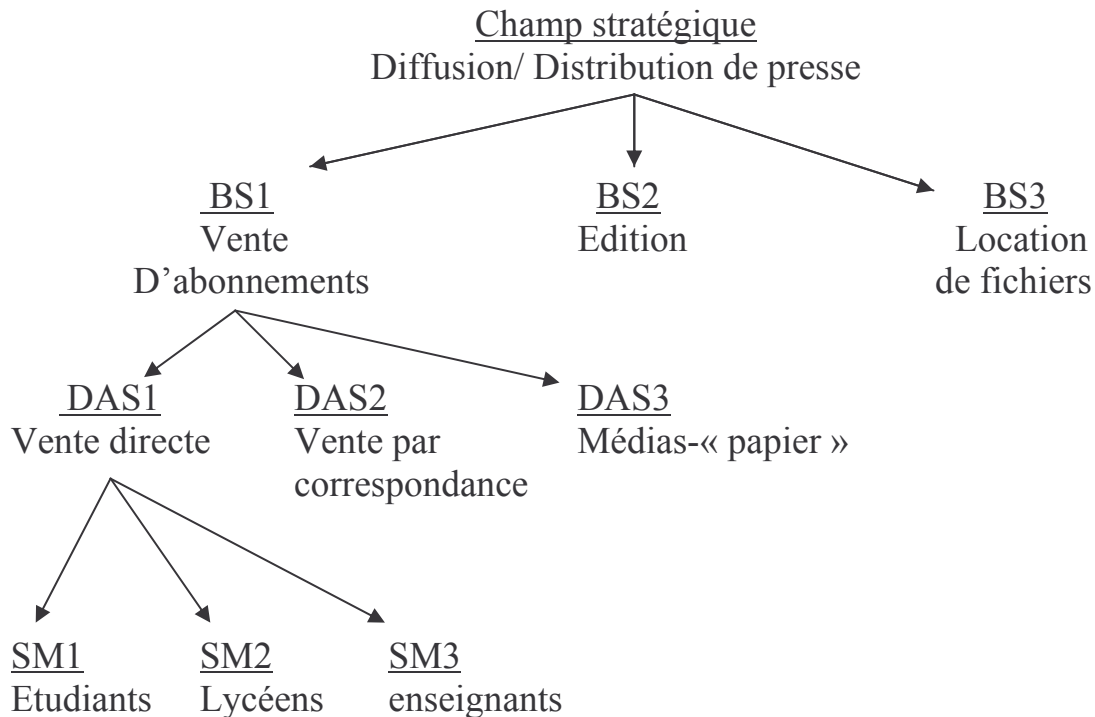 Champ stratégique
Diffusion/ Distribution de presse
BS1
Vente
D’abonnements
BS2
Edition
BS3
Location
de fichiers
DAS1
Vente directe
DAS2
Vente par
correspondance
DAS3
Médias-« papier »
SM1
Etudiants
SM2
Lycéens
SM3
enseignants